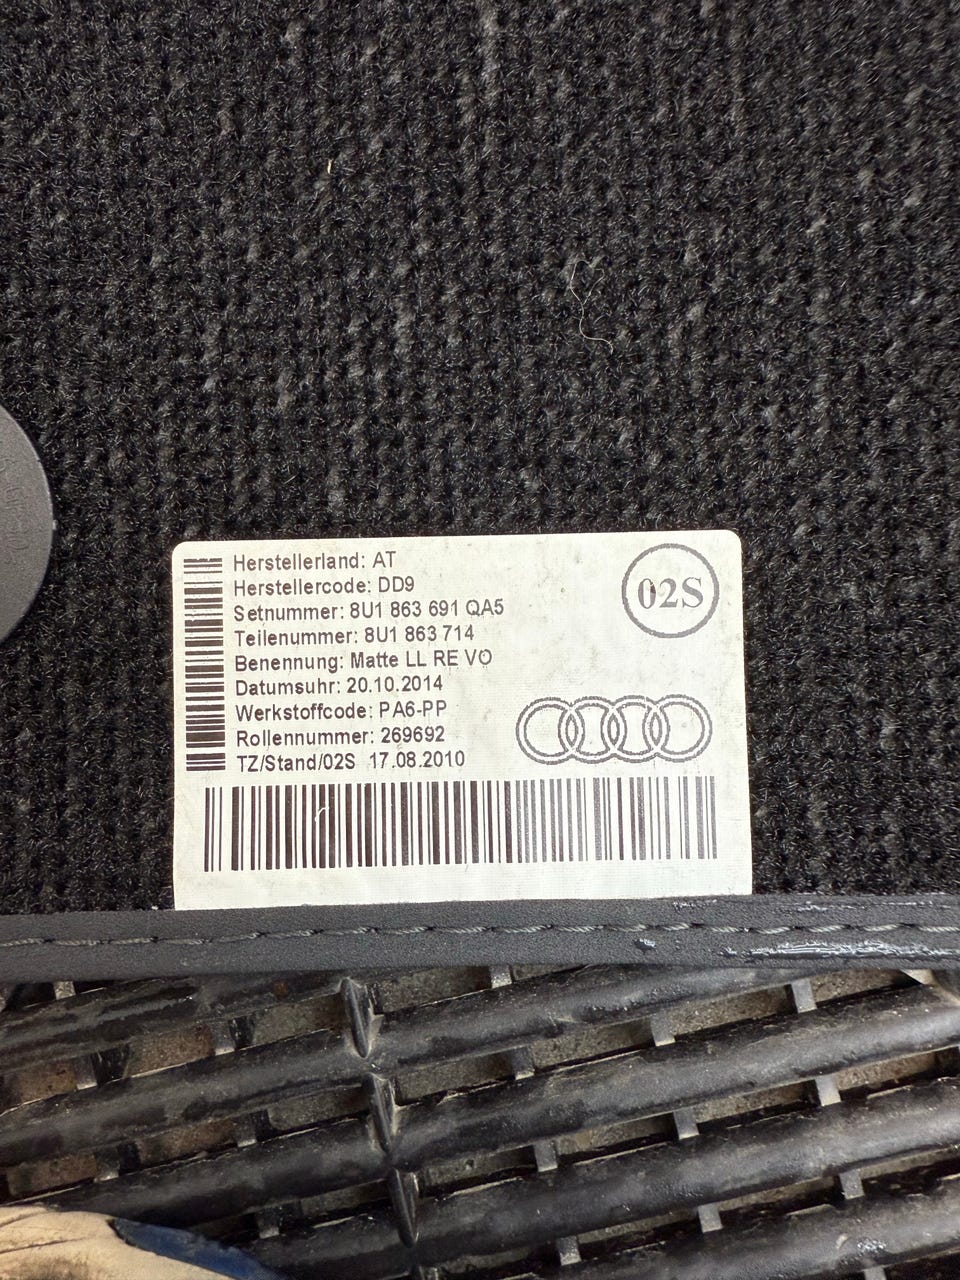 Herstellerland: AT
Herstellercode: DD9
Setnummer: 8U1 863 691 QA5
Teilenummer: 8U1 863 714
Benennung: Matte LL RE VO
Datumsuhr: 20.10.2014
Werkstoffcode: PA6-PP
Rollennummer: 269692
TZ/Stand/02S 17.08.2010
02S